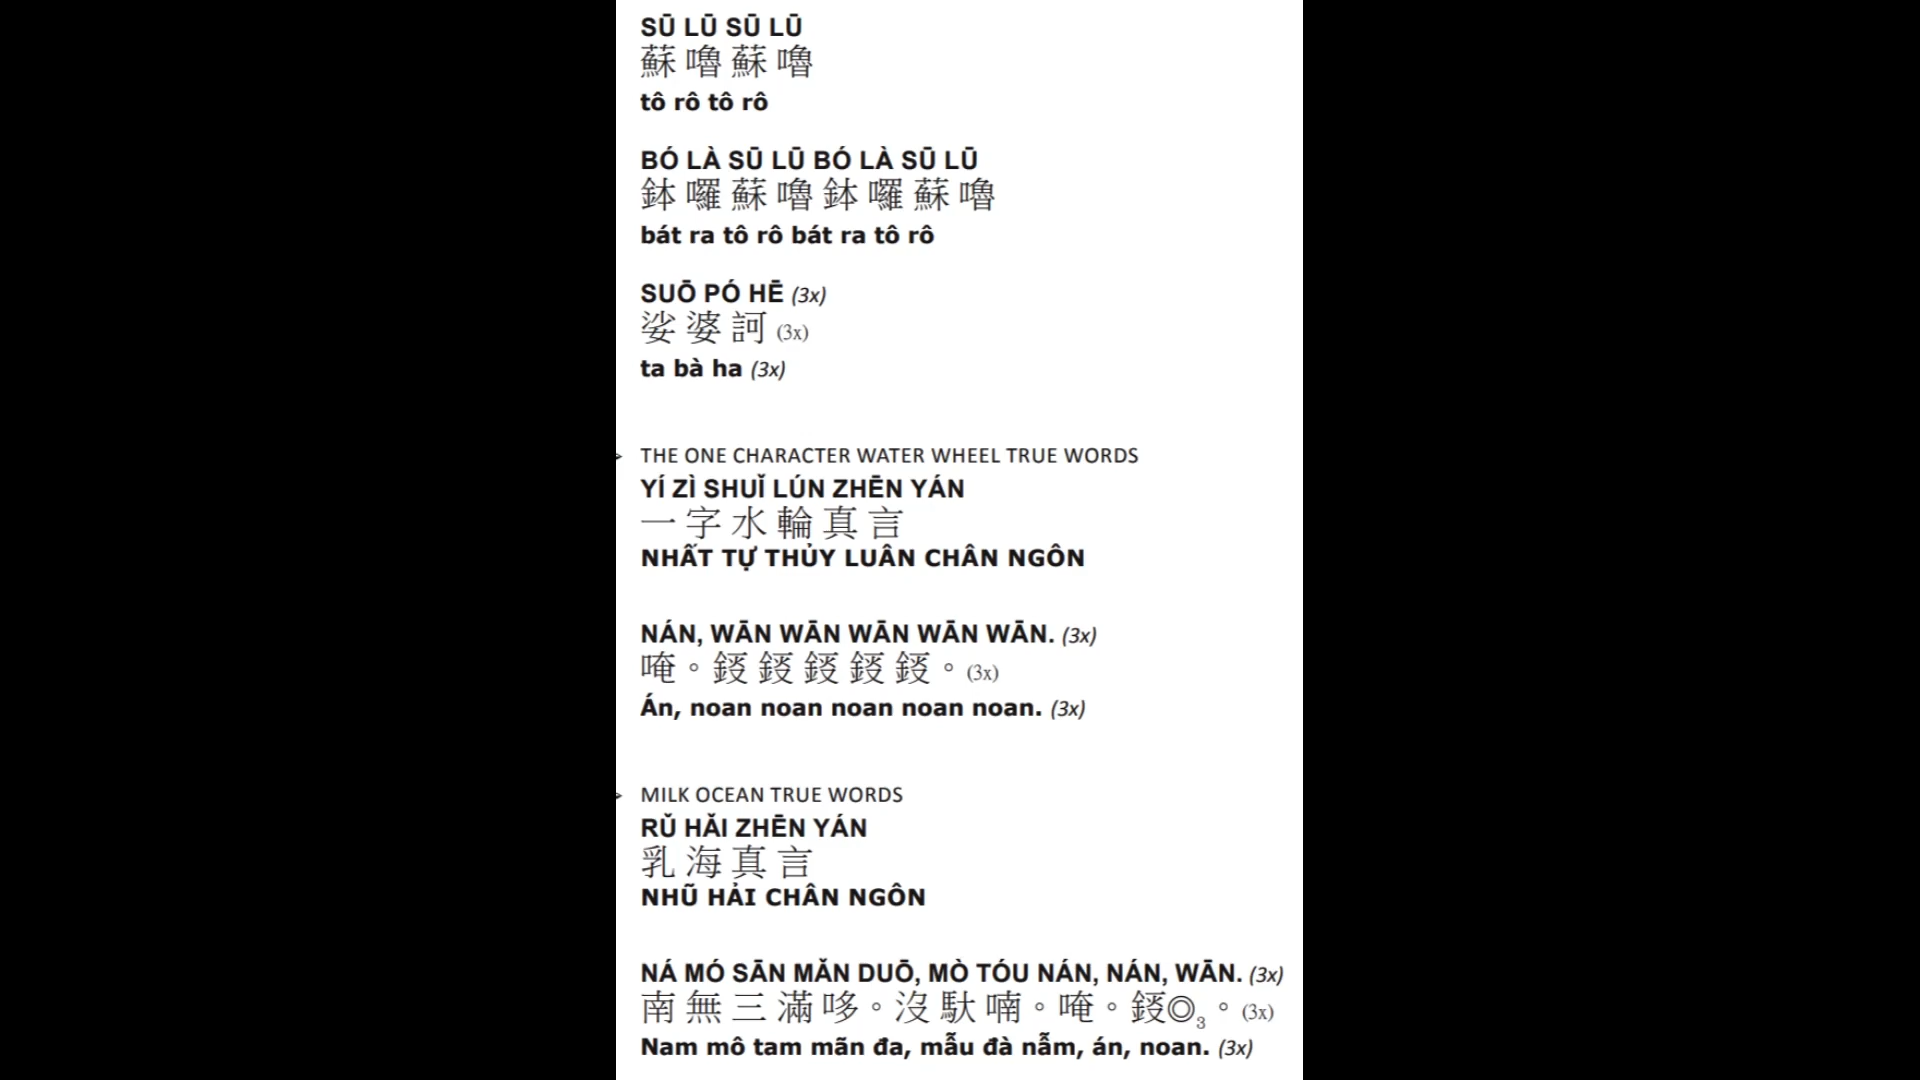 SŪ LŪ SŪ LŪ
蘇 嚕 蘇 嚕
tô rô tô rô
BÓ LÀ SŪ LŪ BÓ LÀ SŪ LŪ
鉢 囉 蘇 嚕 鉢 囉 蘇 嚕
bát ra tô rô bát ra tô rô
SUŌ PÓ HĒ (3x)
娑 婆 訶 (3x)
ta bà ha (3x)
THE ONE CHARACTER WATER WHEEL TRUE WORDS
YÍ ZÌ SHUǏ LÚN ZHĒN YÁN
一 字 水 輪 真 言
NHẤT TỰ THỦY LUÂN CHÂN NGÔN
NÁN, WĀN WĀN WĀN WĀN WĀN. (3x)
唵。鋄 鋄 鋄 鋄 鋄。(3x)
Án, noan noan noan noan noan. (3x)
MILK OCEAN TRUE WORDS
RǓ HǍI ZHĒN YÁN
乳 海 真 言
NHŨ HẢI CHÂN NGÔN
NÁ MÓ SĀN MǍN DUŌ, MÒ TÓU NÁN, NÁN, WĀN. (3x)
南 無 三 滿 哆。沒 馱 喃。唵。鋄◎3。(3x)
Nam mô tam mãn đa, mẫu đà nẫm, án, noan. (3x)